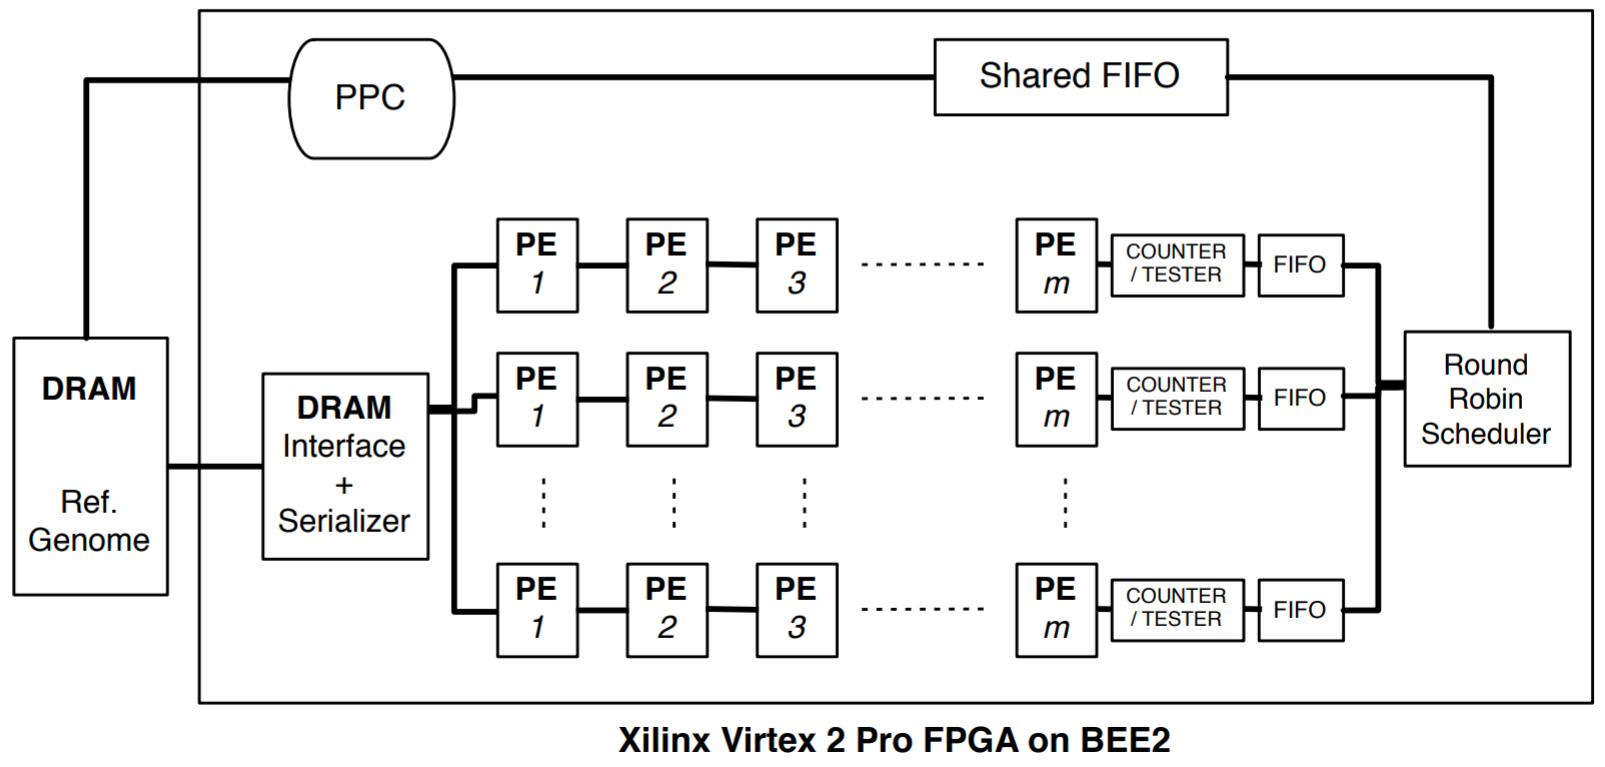 PPC
Shared FIFO
PE
1
PE
2
PE
3
PE
m
COUNTER
/ TESTER
FIFO
DRAM
Ref.
Genome
DRAM
Interface
+
Serializer
PE
1
PE
2
PE
3
PE
m
COUNTER
/ TESTER
FIFO
Round
Robin
Scheduler
PE
1
PE
2
PE
3
PE
m
COUNTER
/ TESTER
FIFO
Xilinx Virtex 2 Pro FPGA on BEE2